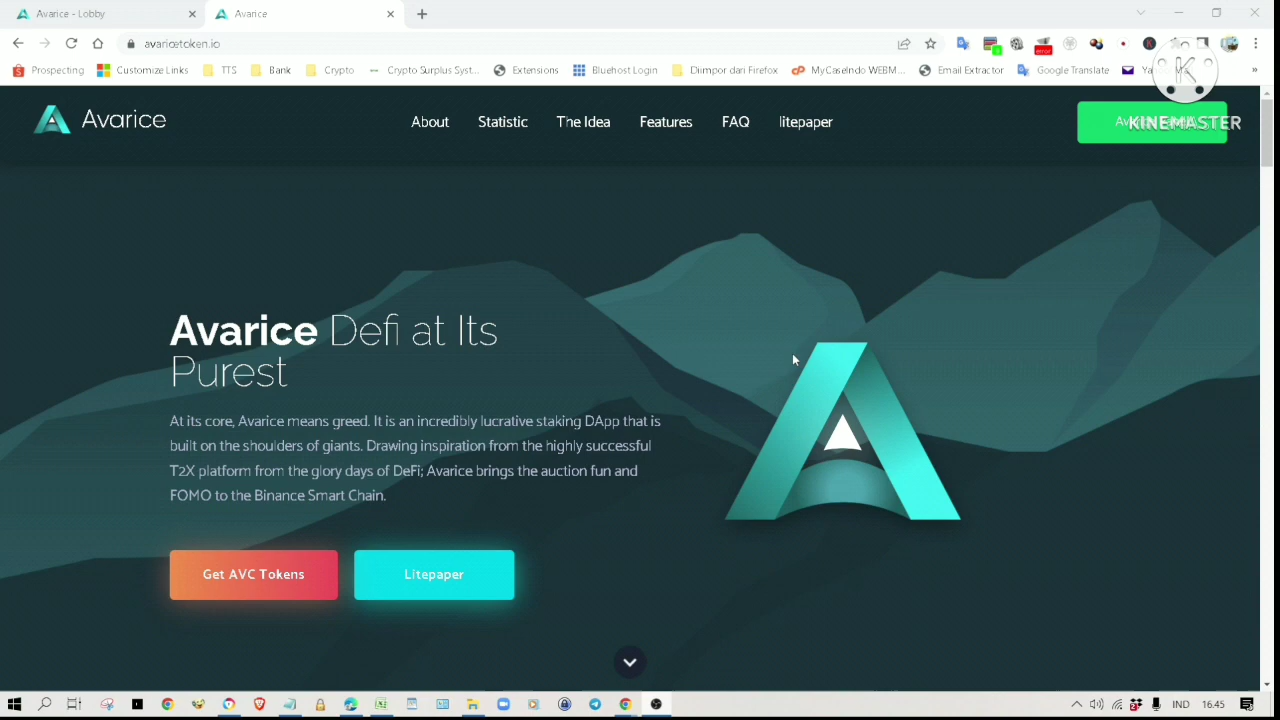 Avarice - Lobby
Avarice
avaricetoken.io
error
Prospecting
Customize Links
TTS
Bank
Crypto
Crypto Surplus Syst...
Extensions
Bluehost Login
Diimpor dari Firefox
MyCaseIndo WEBM...
Email Extractor
Google Translate
»
Avarice
About
Statistic
The Idea
Features
FAQ
litepaper
KINEMASTER
Avarice Defi at Its
Purest
At its core, Avarice means greed. It is an incredibly lucrative staking DApp that is
built on the shoulders of giants. Drawing inspiration from the highly successful
T2X platform from the glory days of DeFi; Avarice brings the auction fun and
FOMO to the Binance Smart Chain.
Get AVC Tokens
Litepaper
IND
16.45